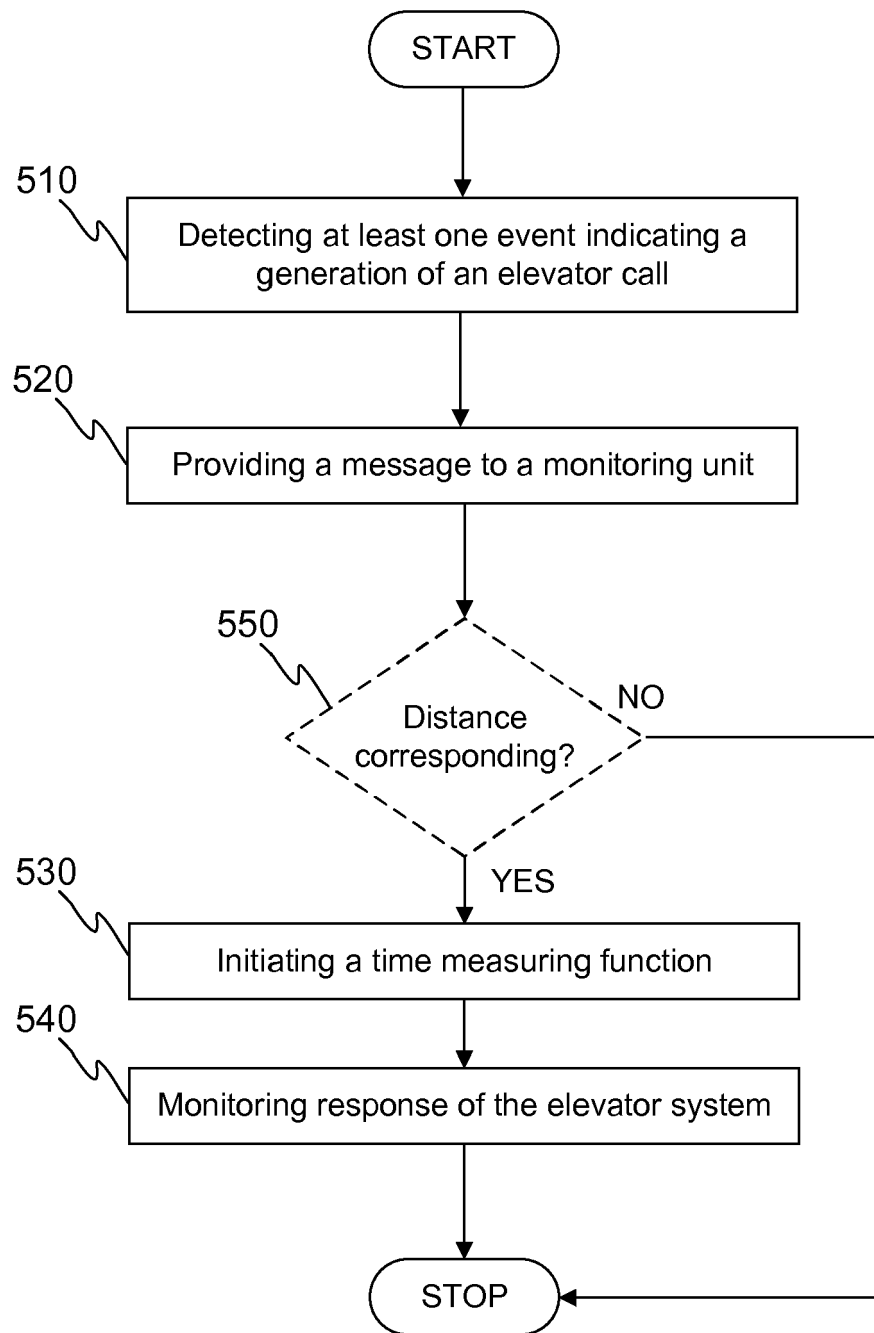 START
510
Detecting at least one event indicating a
generation of an elevator call
520
Providing a message to a monitoring unit
550
Distance
corresponding?
NO
YES
530
Initiating a time measuring function
540
Monitoring response of the elevator system
STOP